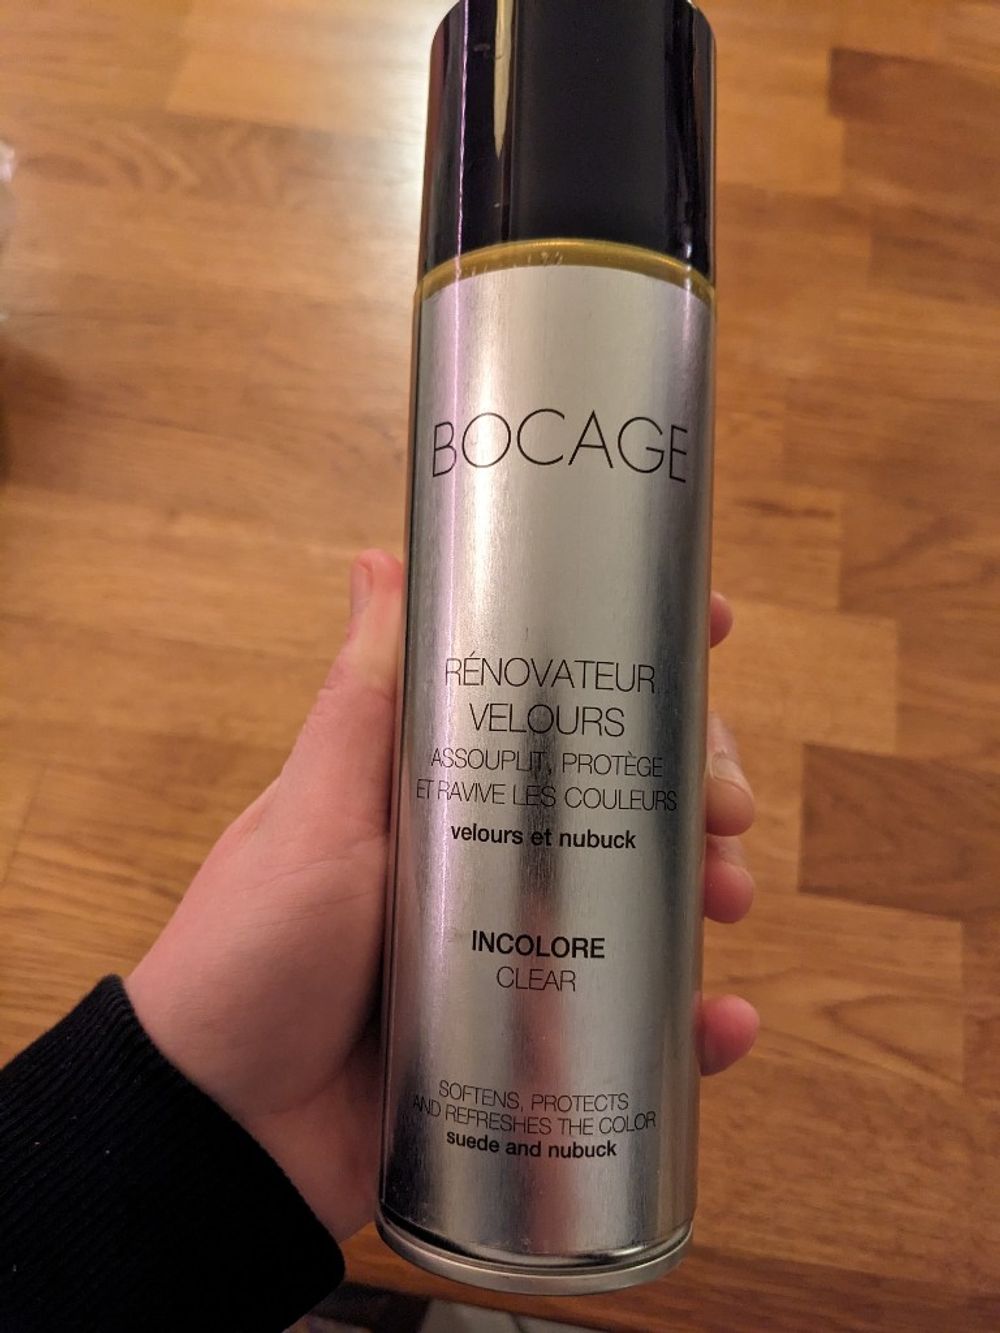 BOCAGE
RÉNOVATEUR
VELOURS
ASSOUPLIT, PROTÈGE
ET RAVIVE LES COULEURS
velours et nubuck
INCOLORE
CLEAR
SOFTENS, PROTECTS
AND REFRESHES THE COLOR
suede and nubuck